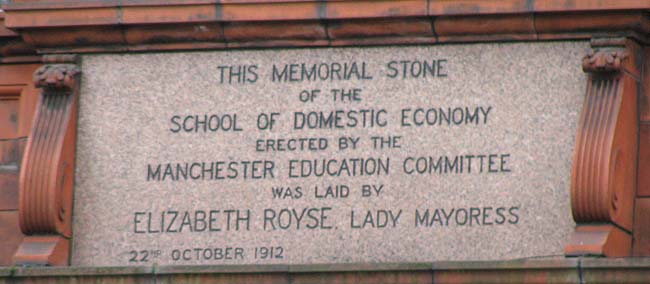 THIS MEMORIAL STONE
OF THE
SCHOOL OF DOMESTIC ECONOMY
ERECTED BY THE
MANCHESTER EDUCATION COMMITTEE
WAS LAID BY
ELIZABETH ROYSE, LADY MAYORESS
22ND OCTOBER 1912